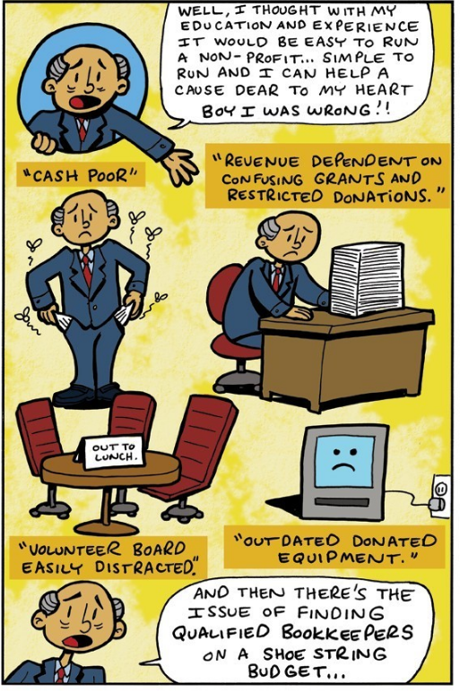 WELL, I THOUGHT WITH MY
EDUCATION AND EXPERIENCE
IT WOULD BE EASY TO RUN
A NON-PROFIT... SIMPLE TO
RUN AND I CAN HELP A
CAUSE DEAR TO MY HEART
BOY I WAS WRONG!!
"CASH POOR"
"REVENUE DEPENDENT ON
CONFUSING GRANTS AND
RESTRICTED DONATIONS."
OUT TO
LUNCH.
"VOLUNTEER BOARD
EASILY DISTRACTED."
"OUTDATED DONATED
EQUIPMENT."
AND THEN THERE'S THE
ISSUE OF FINDING
QUALIFIED BOOKKEEPERS
ON A SHOE STRING
BUDGET...